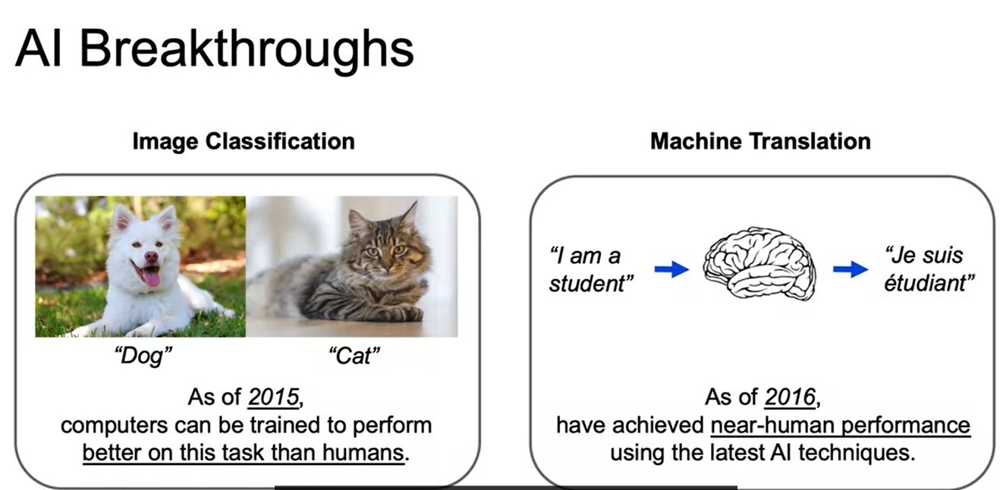 AI Breakthroughs
Image Classification
“Dog”
“Cat”
As of 2015,
computers can be trained to perform
better on this task than humans.
Machine Translation
“I am a
student”
“Je suis
étudiant”
As of 2016,
have achieved near-human performance
using the latest AI techniques.